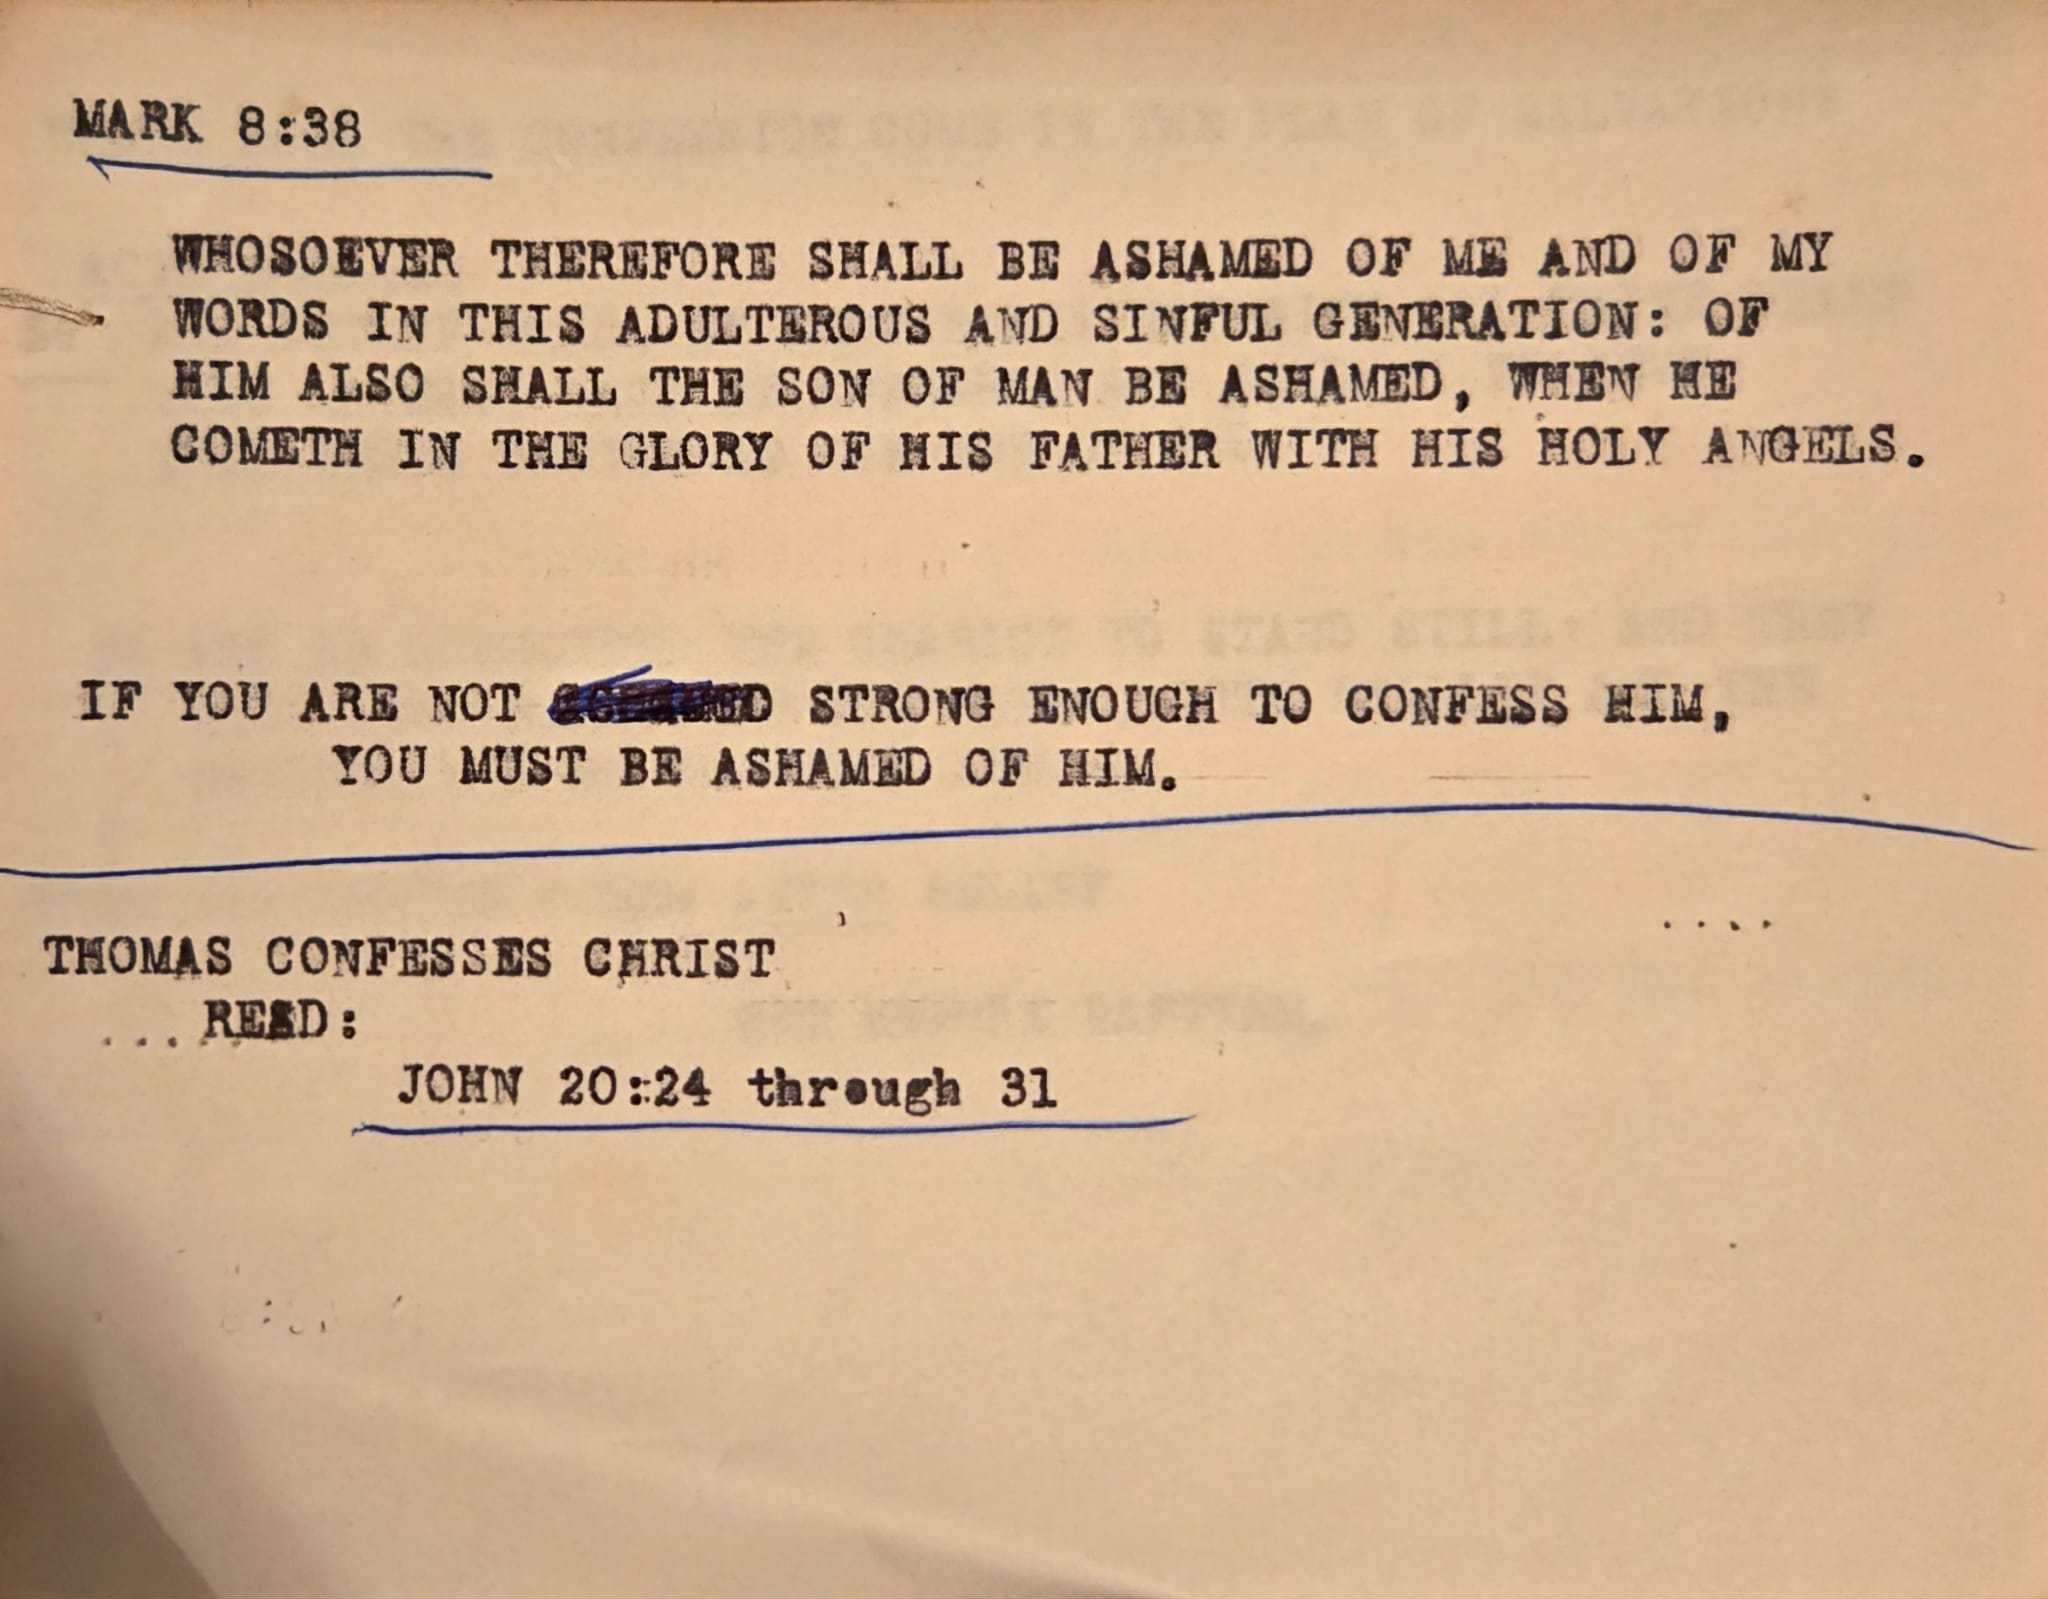 MARK 8:38
WHOSOEVER THEREFORE SHALL BE ASHAMED OF ME AND OF MY
WORDS IN THIS ADULTEROUS AND SINFUL GENERATION: OF
HIM ALSO SHALL THE SON OF MAN BE ASHAMED, WHEN HE
COMETH IN THE GLORY OF HIS FATHER WITH HIS HOLY ANGELS.
IF YOU ARE NOT STRONG ENOUGH TO CONFESS HIM,
YOU MUST BE ASHAMED OF HIM.
....
THOMAS CONFESSES CHRIST
... READ:
JOHN 20:24 through 31